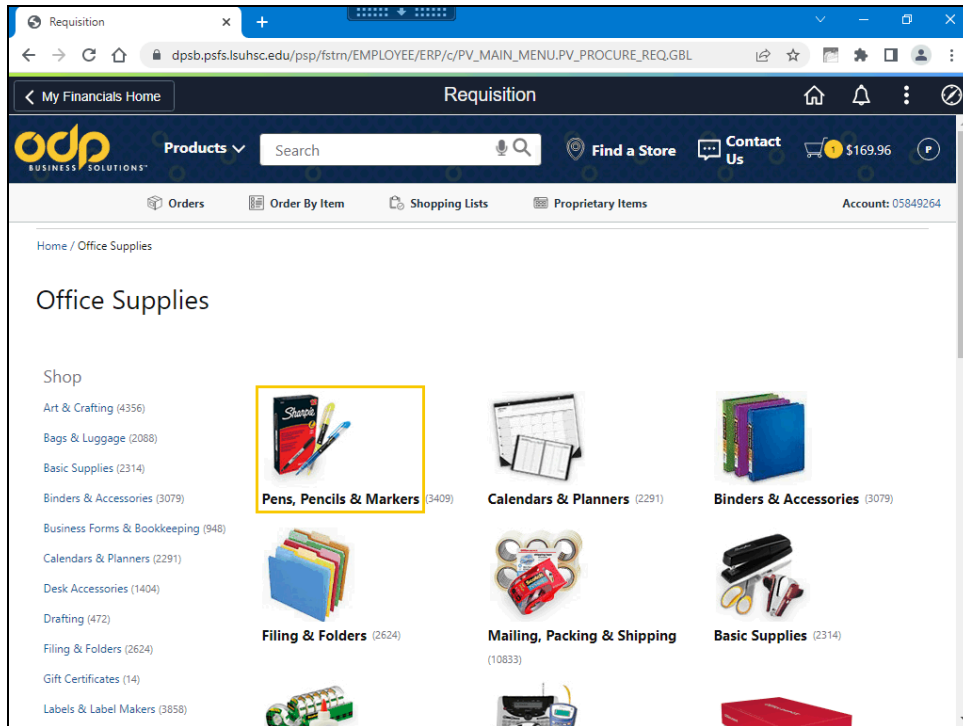 Requisition
dpsb.psfs.lsuhsc.edu/psp/fstrn/EMPLOYEE/ERP/c/PV_MAIN_MENU.PV_PROCURE_REQ.GBL
My Financials Home
Requisition
odp
BUSINESS SOLUTIONS
Products
Search
Find a Store
Contact Us
1
$169.96
P
Orders
Order By Item
Shopping Lists
Proprietary Items
Account: 05849264
Home / Office Supplies
Office Supplies
Shop
Art & Crafting (4356)
Bags & Luggage (2088)
Basic Supplies (2314)
Binders & Accessories (3079)
Business Forms & Bookkeeping (948)
Calendars & Planners (2291)
Desk Accessories (1404)
Drafting (472)
Filing & Folders (2624)
Gift Certificates (14)
Labels & Label Makers (3858)
Sharpie
Pens, Pencils & Markers (3409)
Calendars & Planners (2291)
Binders & Accessories (3079)
Filing & Folders (2624)
Scotch
Mailing, Packing & Shipping
(10833)
Basic Supplies (2314)